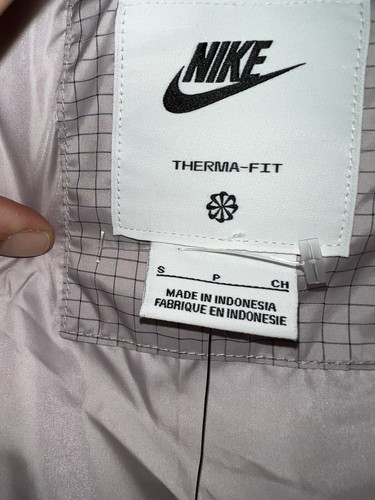 NIKE
THERMA-FIT
S P CH
MADE IN INDONESIA
FABRIQUE EN INDONESIE